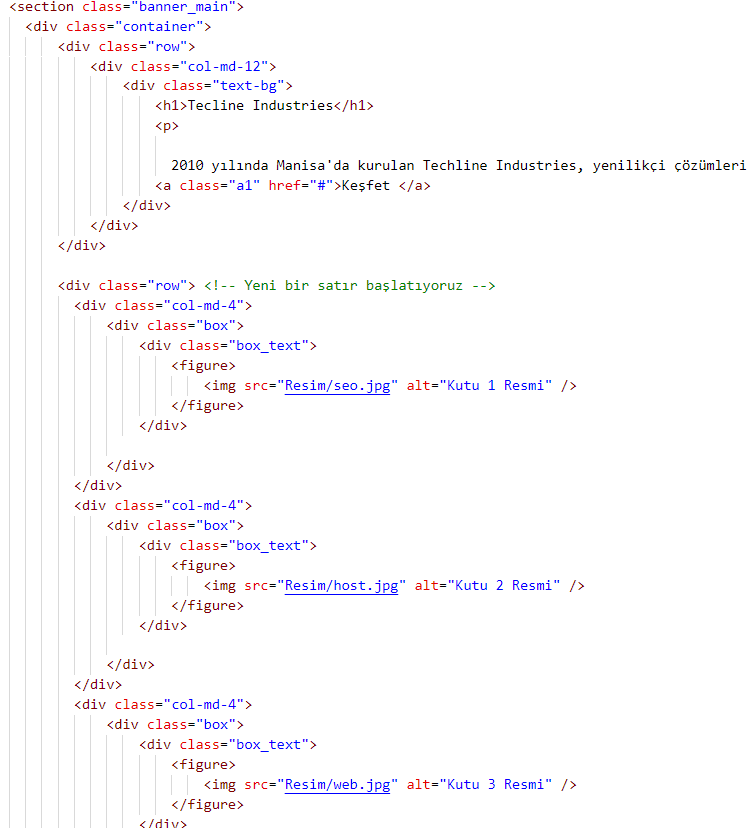 <section class="banner_main">
<div class="container">
<div class="row">
<div class="col-md-12">
<div class="text-bg">
<h1>Tecline Industries</h1>
<p>
2010 yılında Manisa'da kurulan Techline Industries, yenilikçi çözümleri
<a class="a1" href="#">Keşfet </a>
</div>
</div>
</div>
<div class="row"> <!-- Yeni bir satır başlatıyoruz -->
<div class="col-md-4">
<div class="box">
<div class="box_text">
<figure>
<img src="Resim/seo.jpg" alt="Kutu 1 Resmi" />
</figure>
</div>
</div>
</div>
<div class="col-md-4">
<div class="box">
<div class="box_text">
<figure>
<img src="Resim/host.jpg" alt="Kutu 2 Resmi" />
</figure>
</div>
</div>
</div>
<div class="col-md-4">
<div class="box">
<div class="box_text">
<figure>
<img src="Resim/web.jpg" alt="Kutu 3 Resmi" />
</figure>
</div>